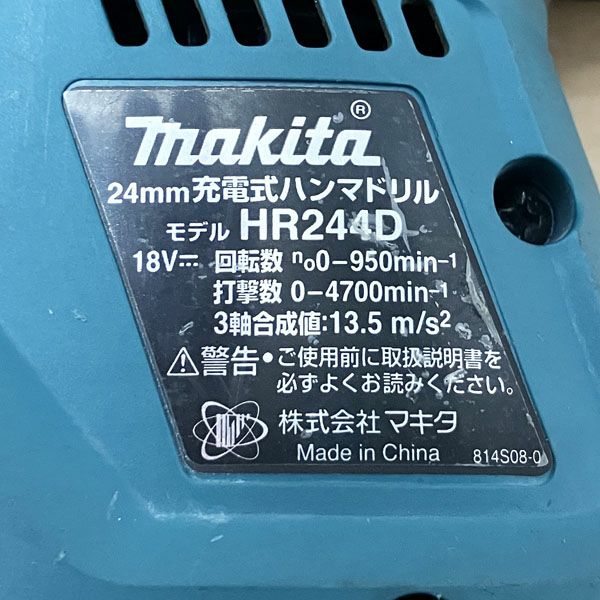 makita®
24mm充電式ハンマドリル
モデル HR244D
18V⎓ 回転数 n₀0-950min⁻¹
打撃数 0-4700min⁻¹
3軸合成値:13.5 m/s²
⚠警告●ご使用前に取扱説明書を
必ずよくお読みください。
株式会社 マキタ
Made in China 814S08-0